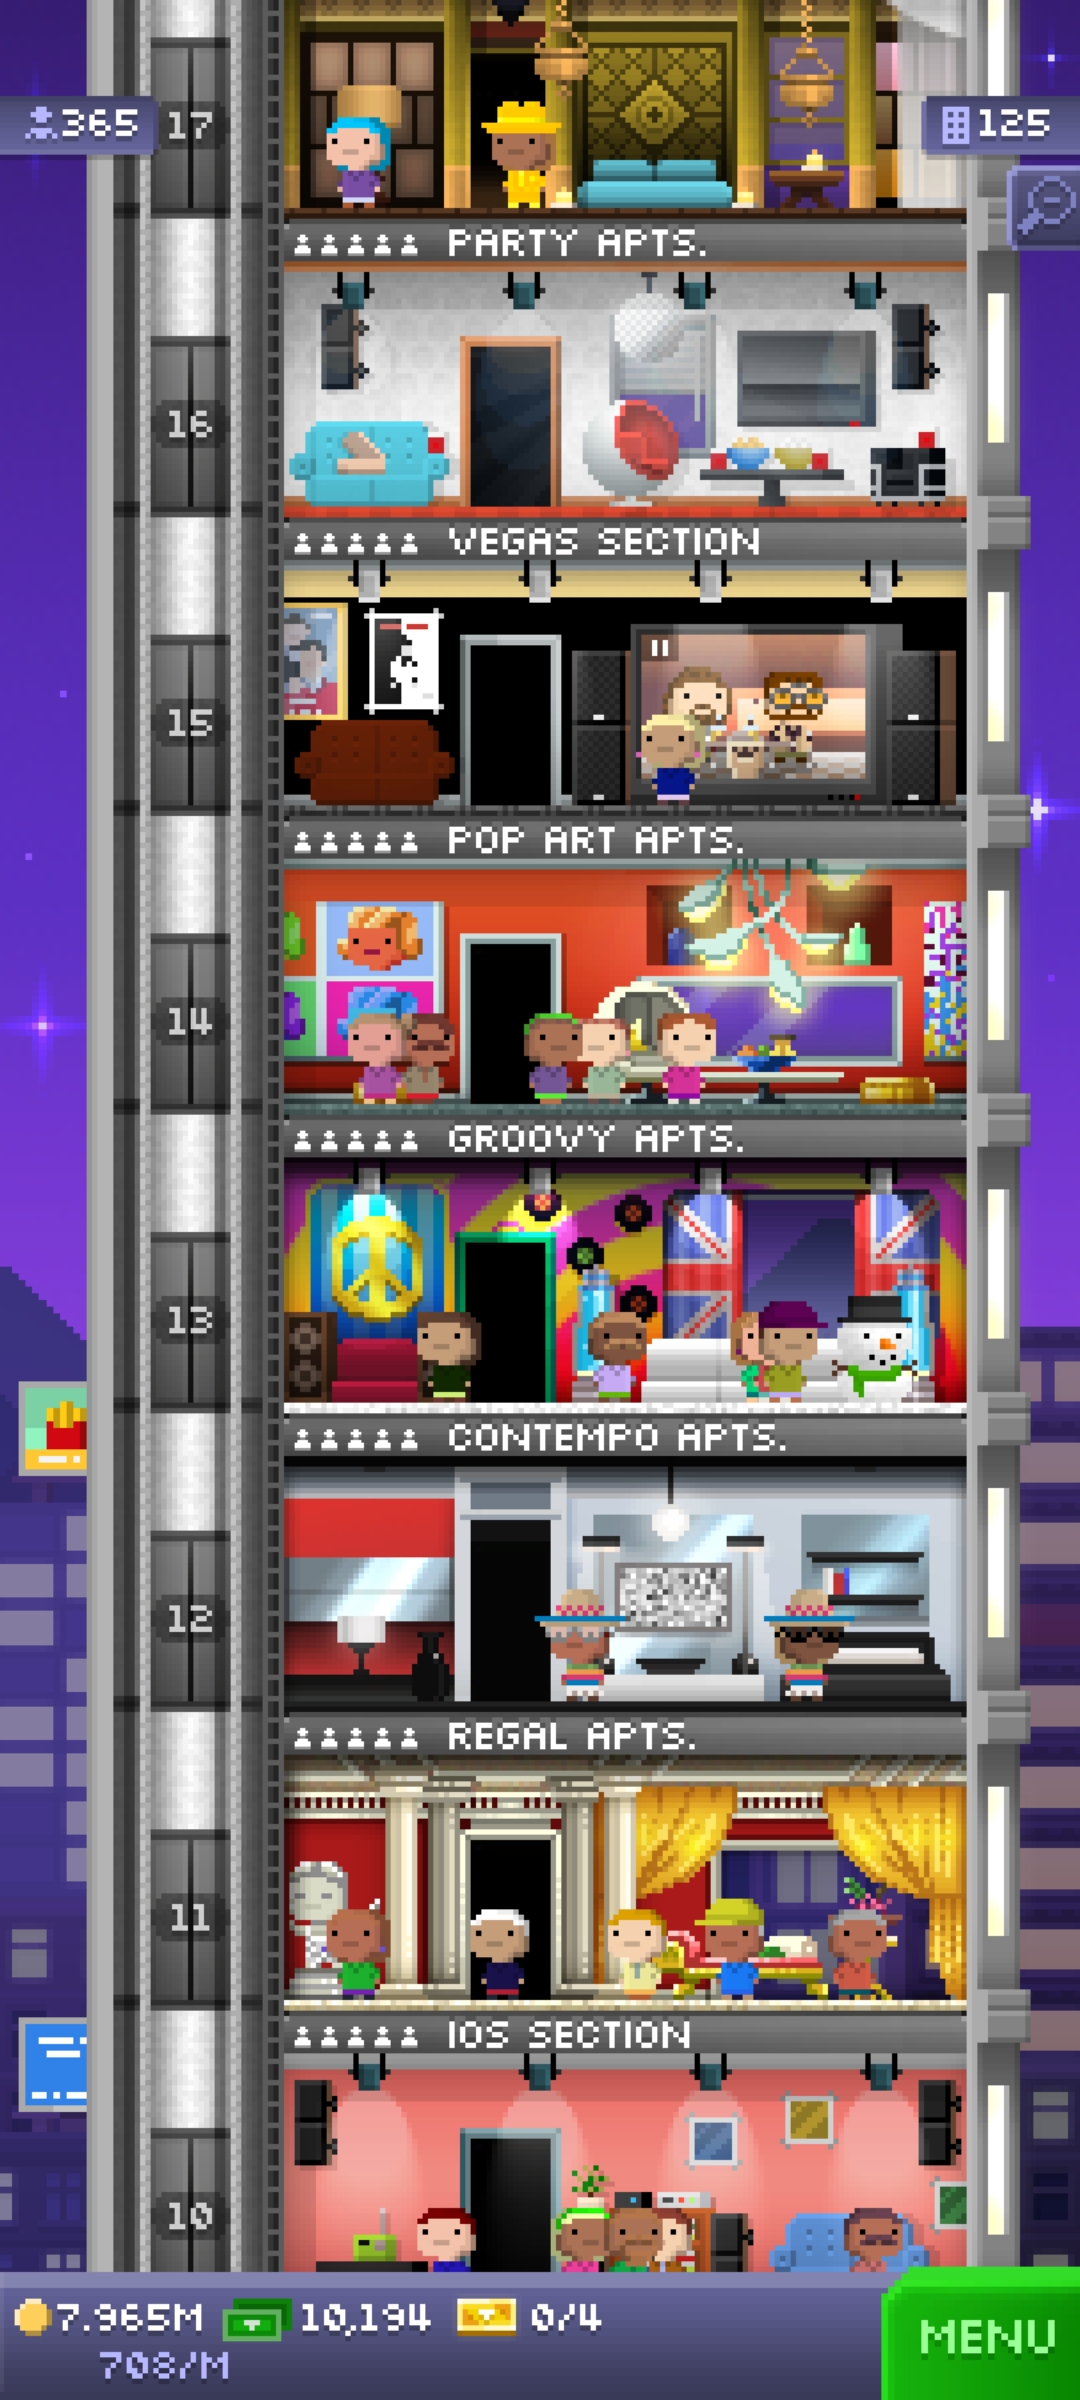 365
17
125
PARTY APTS.
16
VEGAS SECTION
15
POP ART APTS.
14
GROOVY APTS.
13
CONTEMPO APTS.
12
REGAL APTS.
11
IOS SECTION
10
7.965M 10,194 0/4
708/M
MENU